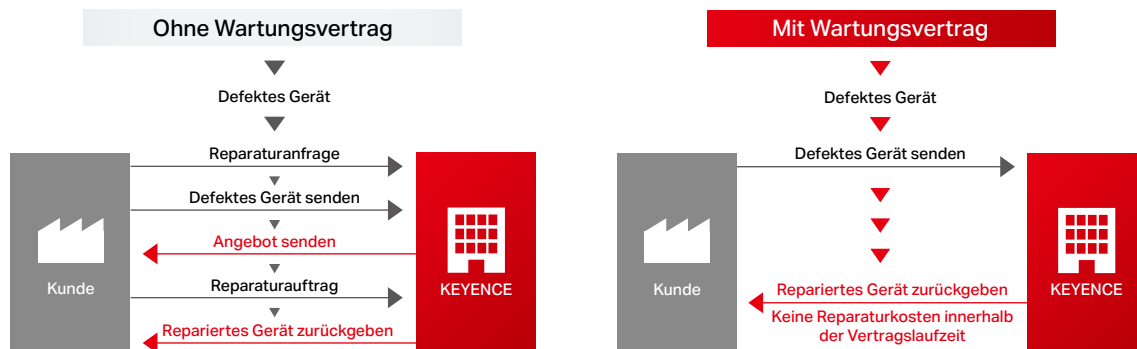 Ohne Wartungsvertrag
Defektes Gerät
Reparaturanfrage
Defektes Gerät senden
Angebot senden
Reparaturauftrag
Repariertes Gerät zurückgeben
Kunde
KEYENCE
Mit Wartungsvertrag
Defektes Gerät
Defektes Gerät senden
Repariertes Gerät zurückgeben
Keine Reparaturkosten innerhalb
der Vertragslaufzeit
Kunde
KEYENCE